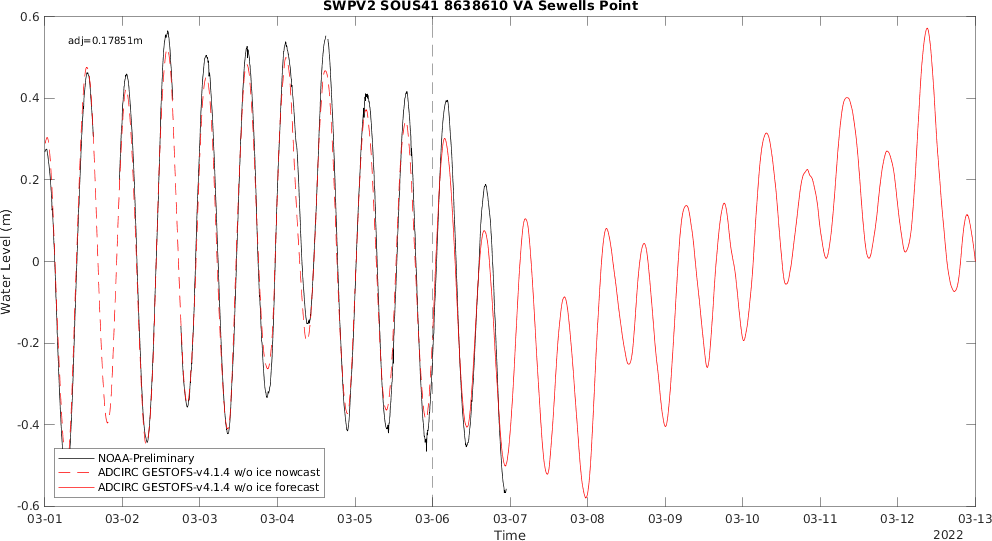 SWPV2 SOUS41 8638610 VA Sewells Point
adj=0.17851m
0.6
0.4
0.2
0
-0.2
-0.4
-0.6
Water Level (m)
NOAA-Preliminary
ADCIRC GESTOFS-v4.1.4 w/o ice nowcast
ADCIRC GESTOFS-v4.1.4 w/o ice forecast
03-01 03-02 03-03 03-04 03-05 03-06 03-07 03-08 03-09 03-10 03-11 03-12 03-13
Time
2022